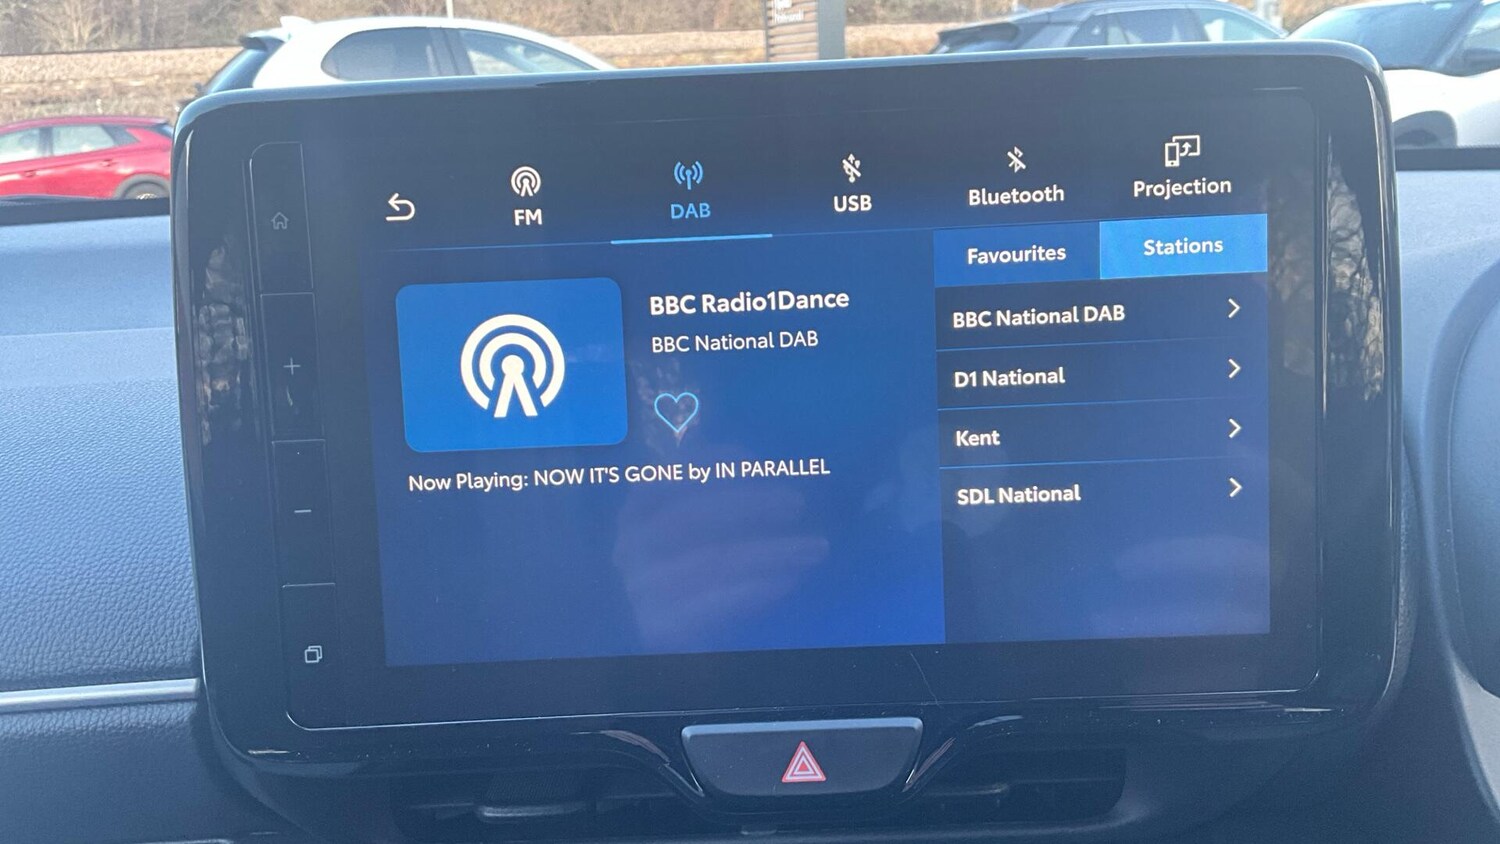 FM
DAB
USB
Bluetooth
Projection
BBC Radio1Dance
BBC National DAB
Now Playing: NOW IT'S GONE by IN PARALLEL
Favourites
Stations
BBC National DAB
D1 National
Kent
SDL National